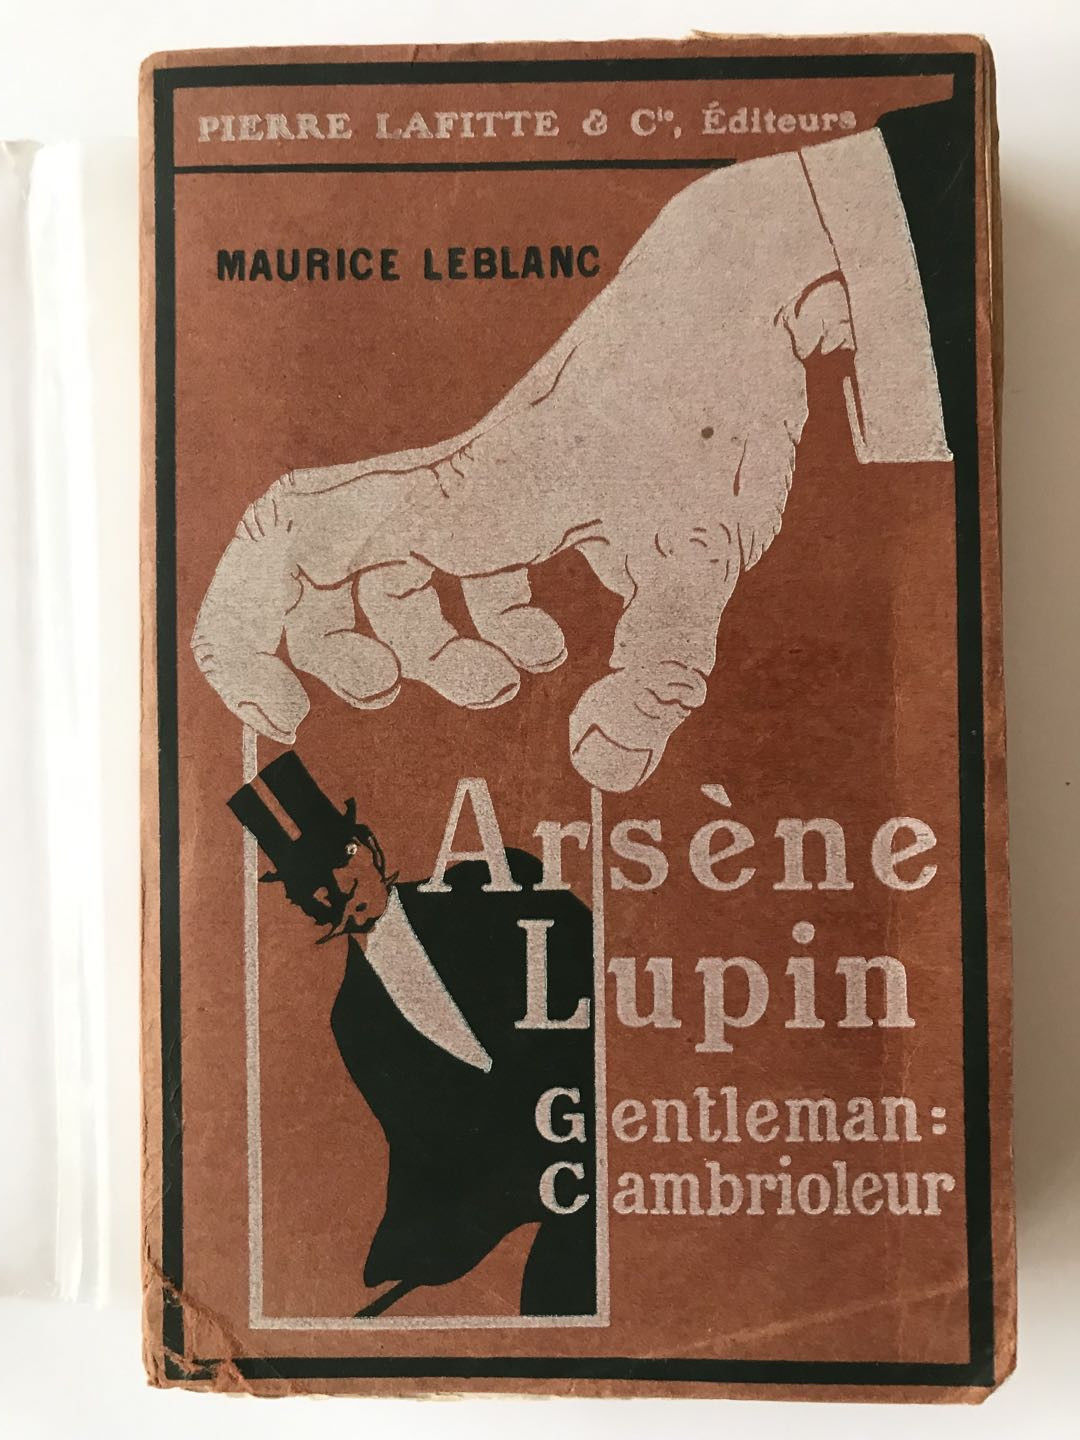 PIERRE LAFITTE & Cie, Éditeurs
MAURICE LEBLANC
Arsène
Lupin
Gentleman=
Cambrioleur